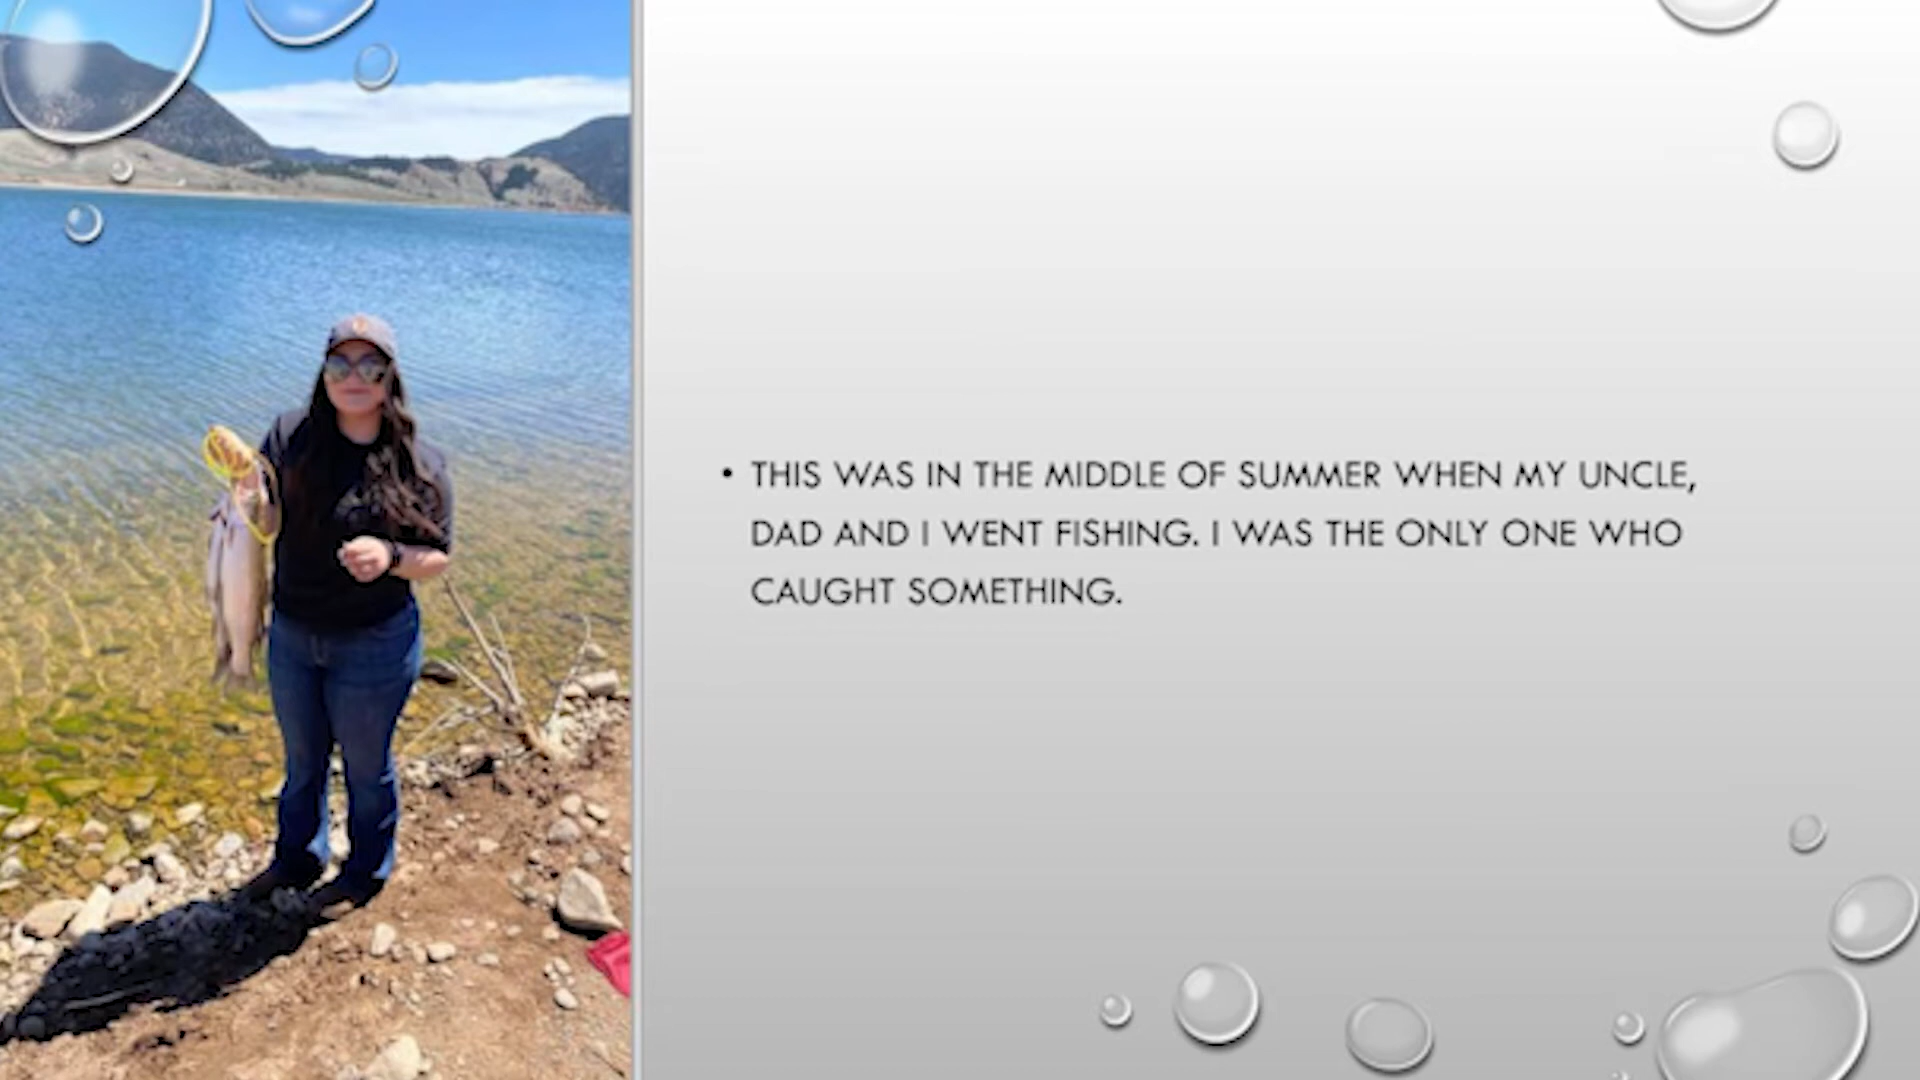 • THIS WAS IN THE MIDDLE OF SUMMER WHEN MY UNCLE,
DAD AND I WENT FISHING. I WAS THE ONLY ONE WHO
CAUGHT SOMETHING.